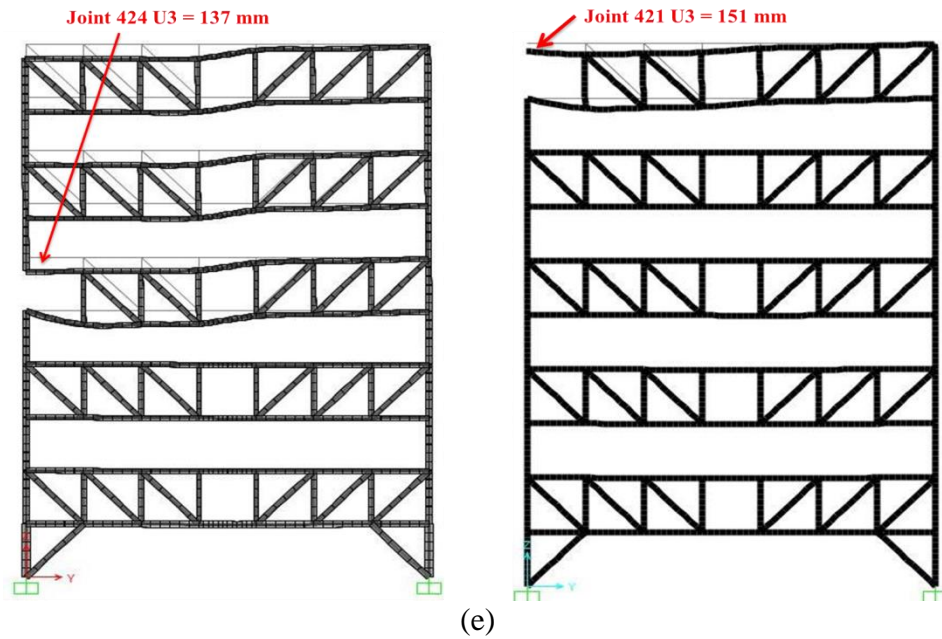 Joint 424 U3 = 137 mm
Joint 421 U3 = 151 mm
Z
Y
Z
Y
(e)